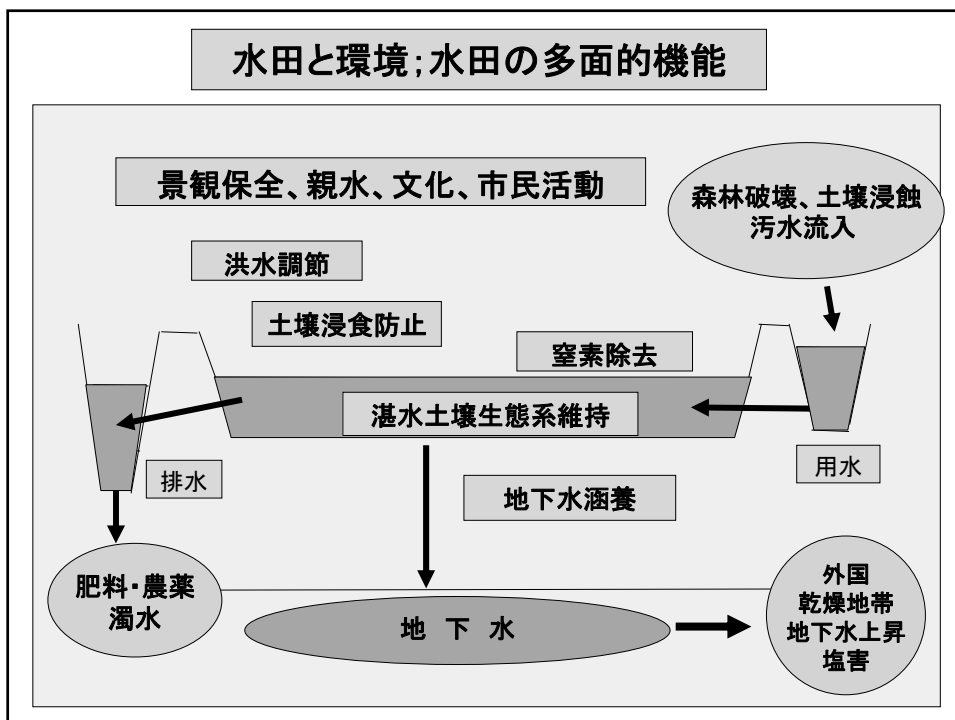 水田と環境;水田の多面的機能
景観保全、親水、文化、市民活動
森林破壊、土壌浸蝕
汚水流入
洪水調節
土壌浸食防止
窒素除去
湛水土壌生態系維持
排水
用水
地下水涵養
肥料・農薬
濁水
地 下 水
外国
乾燥地帯
地下水上昇
塩害